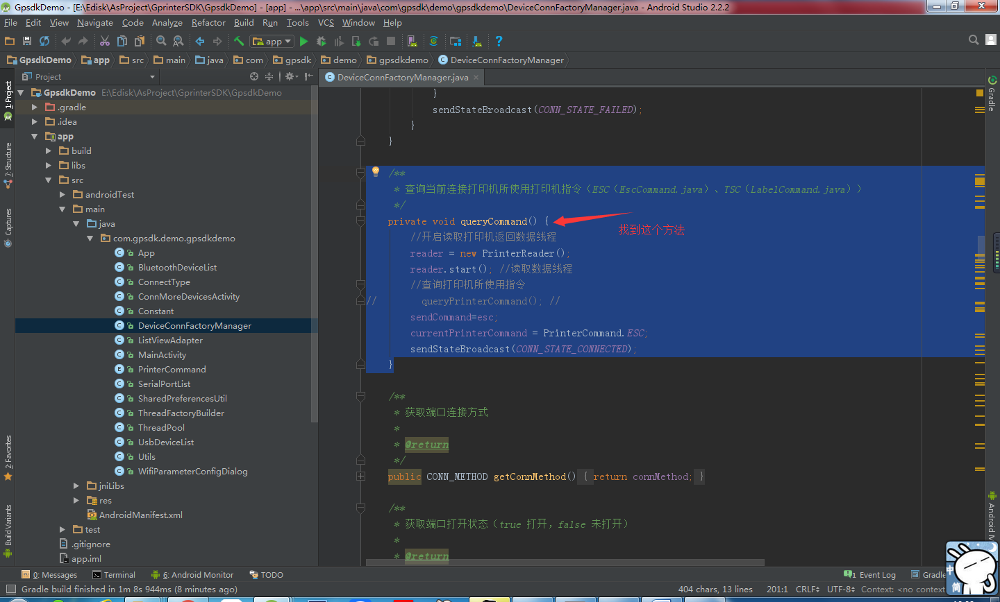 GpsdkDemo - [E:\Edisk\AsProject\GprinterSDK\GpsdkDemo] - [app] - ...\app\src\main\java\com\gpsdk\demo\gpsdkdemo\DeviceConnFactoryManager.java - Android Studio 2.2.2
File Edit View Navigate Code Analyze Refactor Build Run Tools VCS Window Help
app
GpsdkDemo app src main java com gpsdk demo gpsdkdemo DeviceConnFactoryManager.java
Project
DeviceConnFactoryManager.java
1: Project
7: Structure
Captures
2: Favorites
Build Variants
GpsdkDemo E:\Edisk\AsProject\GprinterSDK\GpsdkDemo
.gradle
.idea
app
build
libs
src
androidTest
main
java
com.gpsdk.demo.gpsdkdemo
App
BluetoothDeviceList
ConnectType
ConnMoreDevicesActivity
Constant
DeviceConnFactoryManager
ListViewAdapter
MainActivity
PrinterCommand
SerialPortList
SharedPreferencesUtil
ThreadFactoryBuilder
ThreadPool
UsbDeviceList
Utils
WifiParameterConfigDialog
jniLibs
res
AndroidManifest.xml
test
.gitignore
app.iml
}
sendStateBroadcast(CONN_STATE_FAILED);
}
}
/**
* 查询当前连接打印机所使用打印机指令（ESC（EscCommand.java）、TSC（LabelCommand.java））
*/
private void queryCommand() {
找到这个方法
//开启读取打印机返回数据线程
reader = new PrinterReader();
reader.start(); //读取数据线程
//查询打印机所使用指令
// queryPrinterCommand(); //
sendCommand=esc;
currentPrinterCommand = PrinterCommand.ESC;
sendStateBroadcast(CONN_STATE_CONNECTED);
}
/**
* 获取端口连接方式
*
* @return
*/
public CONN_METHOD getConnMethod() { return connMethod; }
/**
* 获取端口打开状态（true 打开，false 未打开）
*
* @return
Gradle
Android M
中
简
0: Messages Terminal 6: Android Monitor TODO
1 Event Log Gradle
Gradle build finished in 1m 8s 944ms (8 minutes ago)
404 chars, 13 lines 201:1 CRLF÷ UTF-8÷ Context: <no context